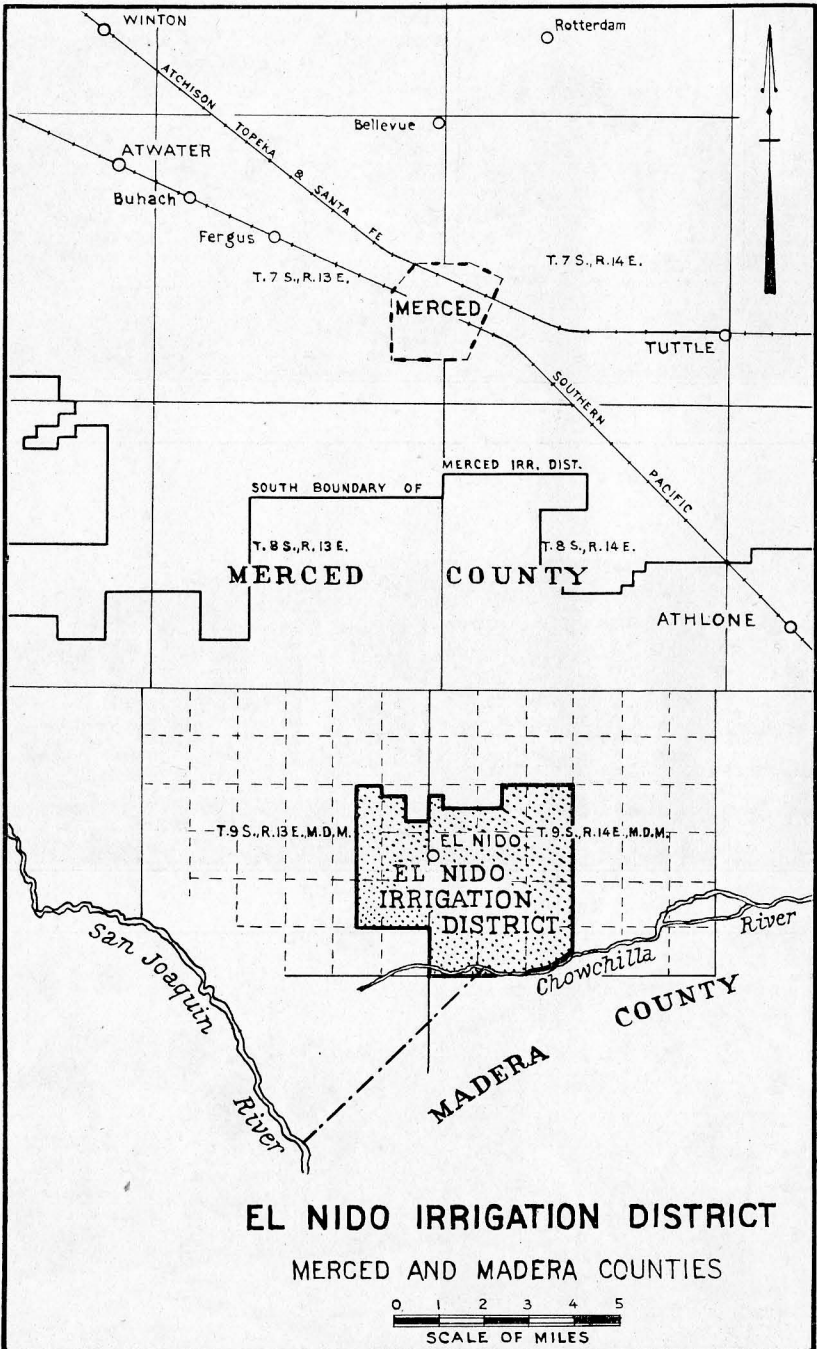 WINTON
Rotterdam
ATCHISON TOPEKA & SANTA FE
Bellevue
ATWATER
Buhach
Fergus
T. 7 S., R. 13 E.
T. 7 S., R. 14 E.
MERCED
TUTTLE
SOUTHERN PACIFIC
MERCED IRR. DIST.
SOUTH BOUNDARY OF
T. 8 S., R. 13 E.
T. 8 S., R. 14 E.
MERCED COUNTY
ATHLONE
T. 9 S., R. 13 E., M.D.M.
T. 9 S., R. 14 E., M.D.M.
EL NIDO
EL NIDO
IRRIGATION
DISTRICT
San Joaquin
River
Chowchilla River
MADERA COUNTY
EL NIDO IRRIGATION DISTRICT
MERCED AND MADERA COUNTIES
0 1 2 3 4 5
SCALE OF MILES